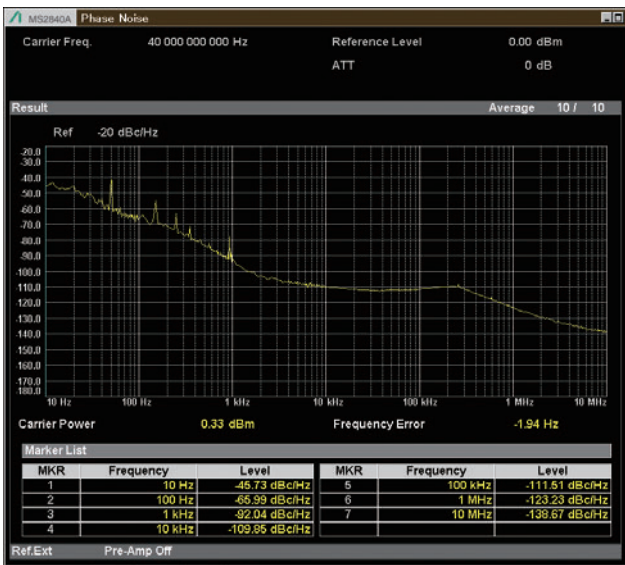 MS2840A Phase Noise
Carrier Freq. 40 000 000 000 Hz Reference Level 0.00 dBm
ATT 0 dB
Result Average 10 / 10
Ref -20 dBc/Hz
-20.0
-30.0
-40.0
-50.0
-60.0
-70.0
-80.0
-90.0
-100.0
-110.0
-120.0
-130.0
-140.0
-150.0
-160.0
-170.0
-180.0
10 Hz 100 Hz 1 kHz 10 kHz 100 kHz 1 MHz 10 MHz
Carrier Power 0.33 dBm Frequency Error -1.94 Hz
Marker List
MKR Frequency Level MKR Frequency Level
1 10 Hz -45.73 dBc/Hz 5 100 kHz -111.51 dBc/Hz
2 100 Hz -65.99 dBc/Hz 6 1 MHz -123.23 dBc/Hz
3 1 kHz -92.04 dBc/Hz 7 10 MHz -138.67 dBc/Hz
4 10 kHz -109.85 dBc/Hz
Ref.Ext Pre-Amp Off